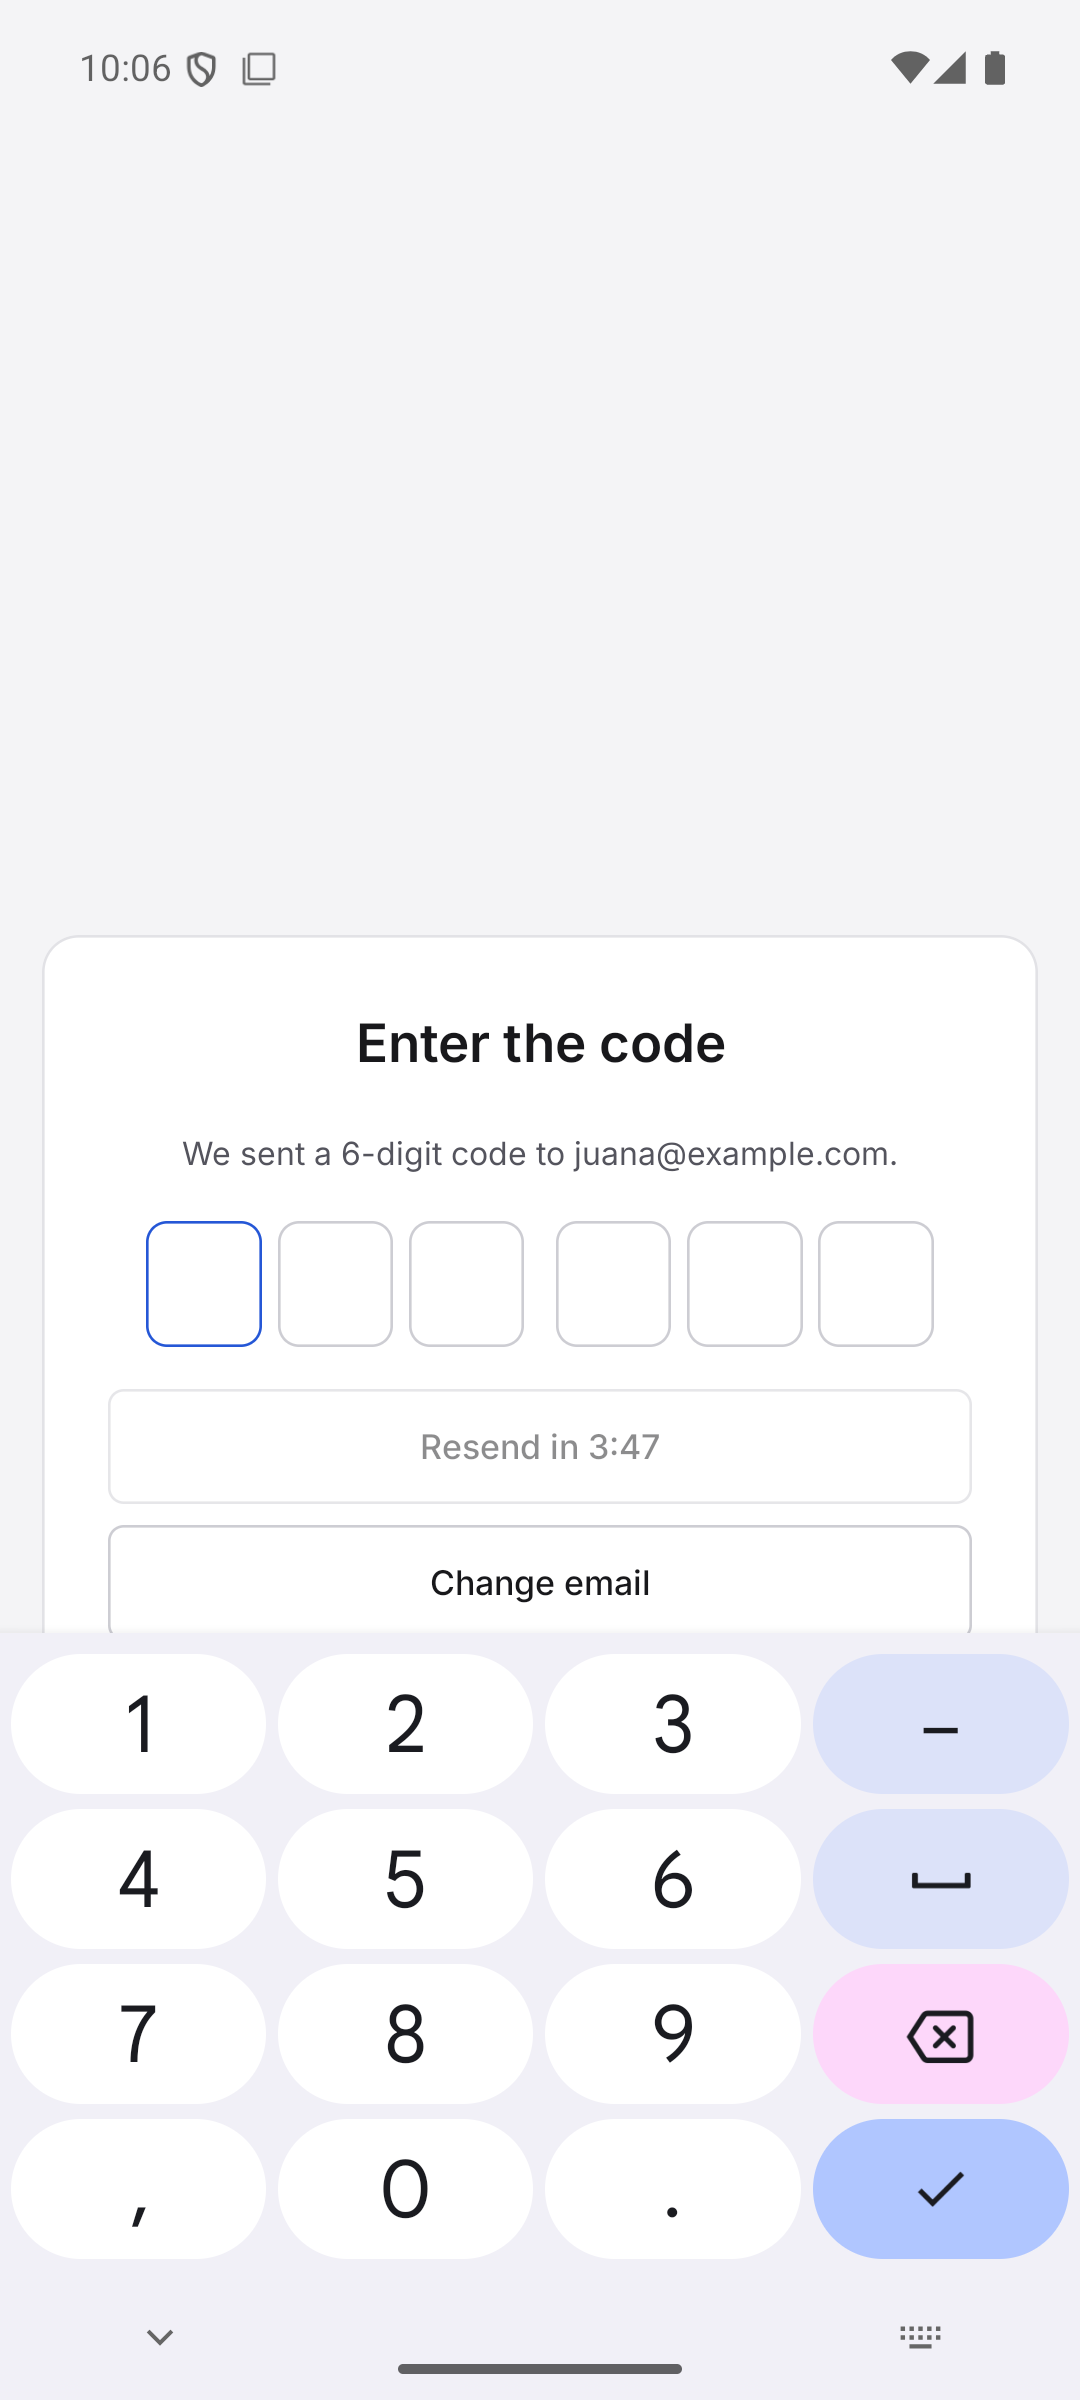 10:06
Enter the code
We sent a 6-digit code to juana@example.com.
Resend in 3:47
Change email
1 2 3 –
4 5 6
7 8 9
, 0 .